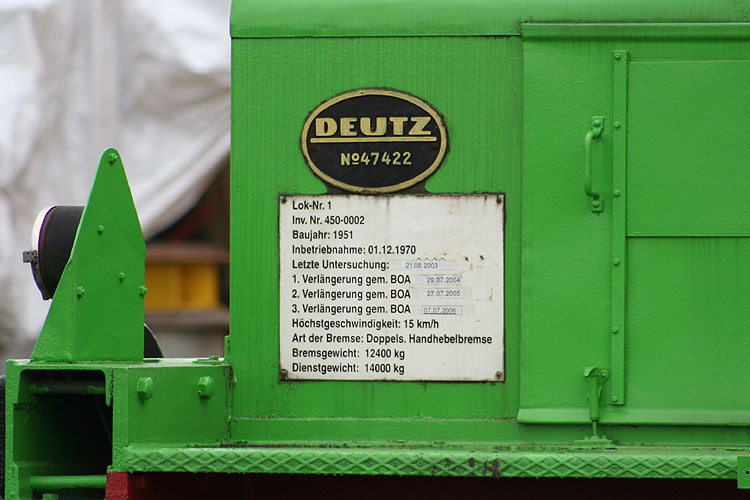 DEUTZ
№47422
Lok-Nr. 1
Inv. Nr. 450-0002
Baujahr: 1951
Inbetriebnahme: 01.12.1970
Letzte Untersuchung: 21.08.2003
1. Verlängerung gem. BOA 29.07.2004
2. Verlängerung gem. BOA 27.07.2005
3. Verlängerung gem. BOA 07.07.2006
Höchstgeschwindigkeit: 15 km/h
Art der Bremse: Doppels. Handhebelbremse
Bremsgewicht: 12400 kg
Dienstgewicht: 14000 kg